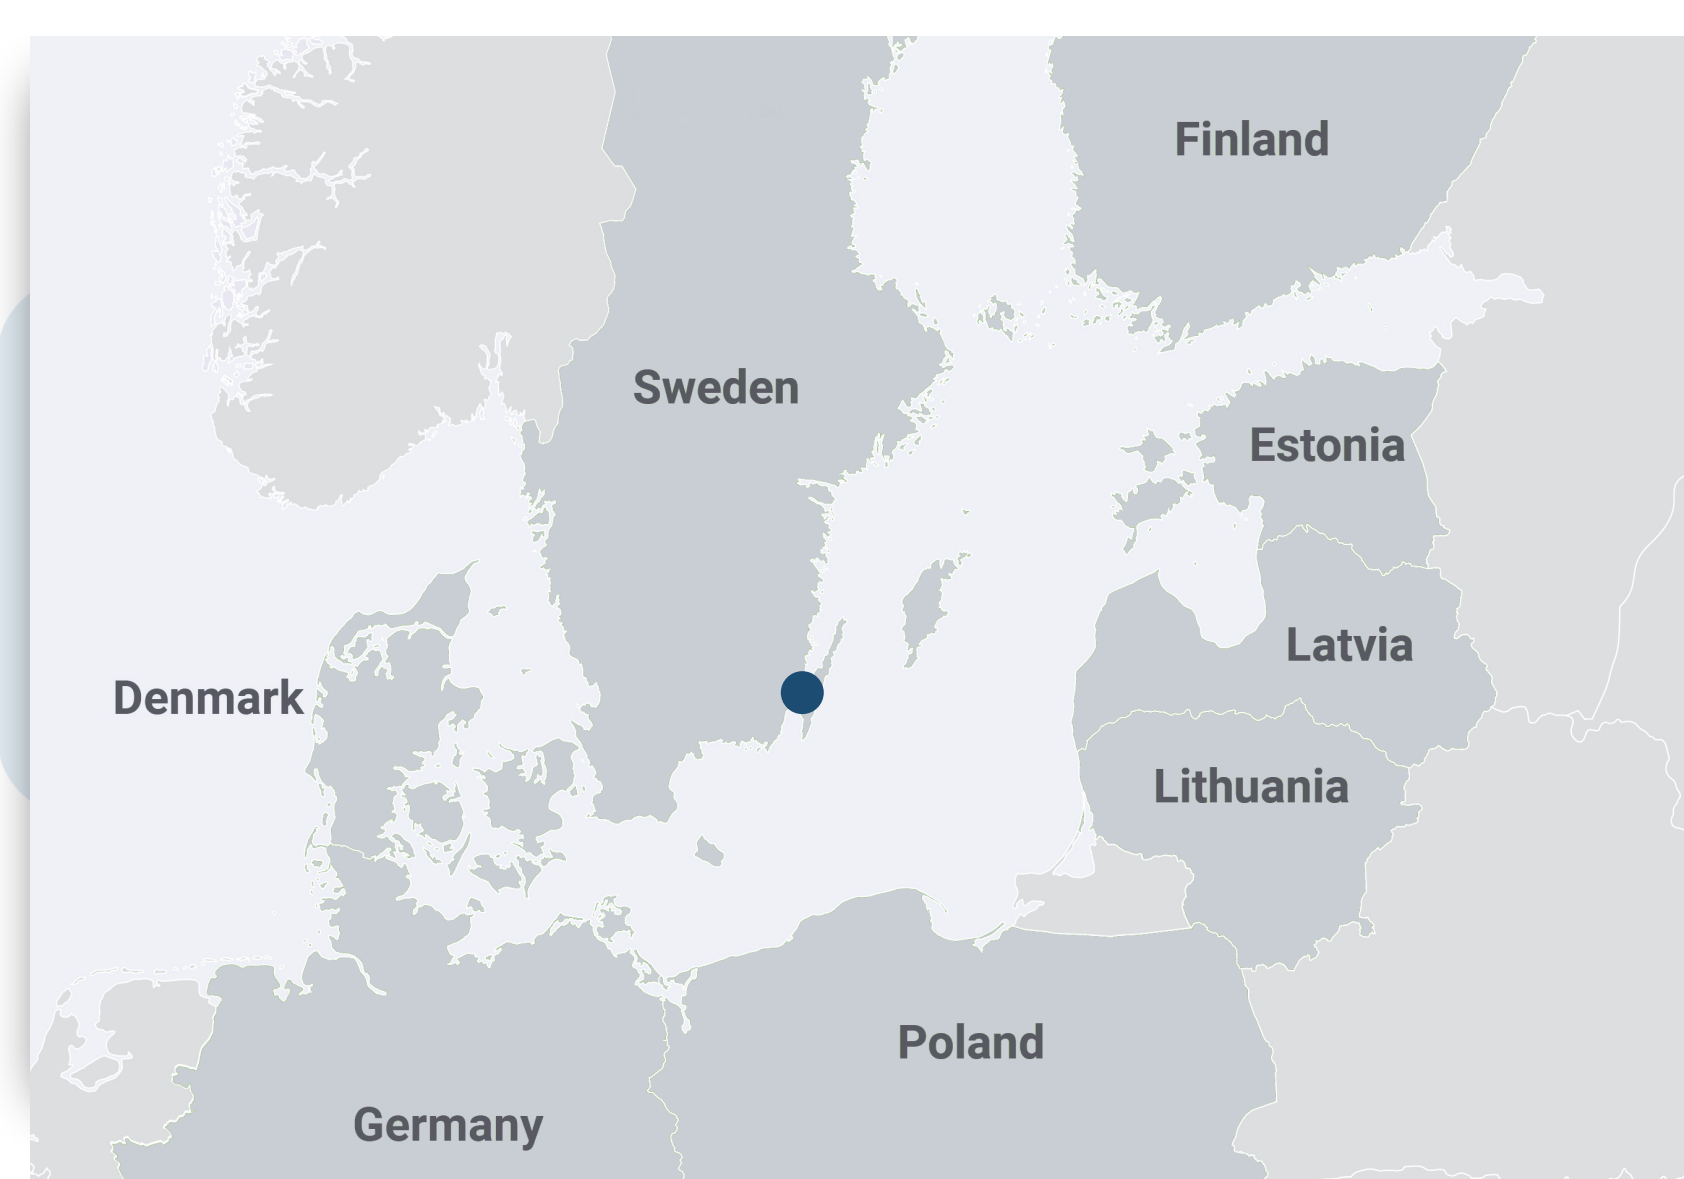 Finland
Sweden
Estonia
Latvia
Denmark
Lithuania
Poland
Germany